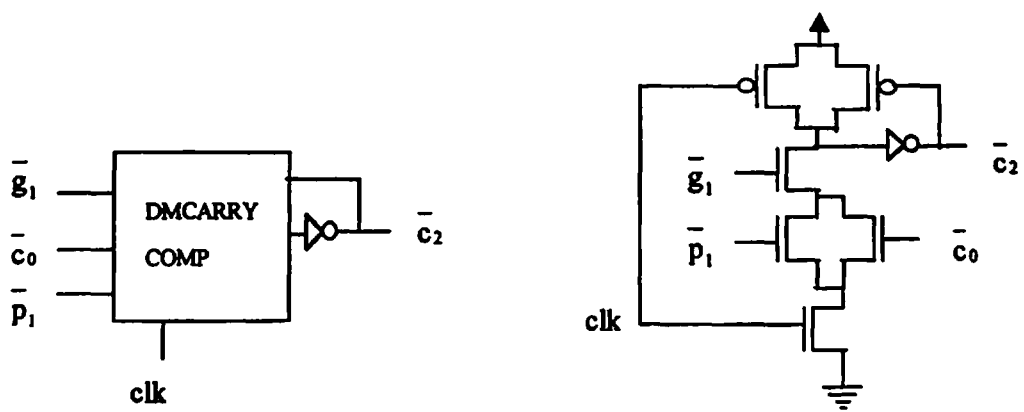 g̅₁
c̅₀
p̅₁
DMCARRY
COMP
c̅₂
clk
g̅₁
p̅₁
c̅₀
c̅₂
clk